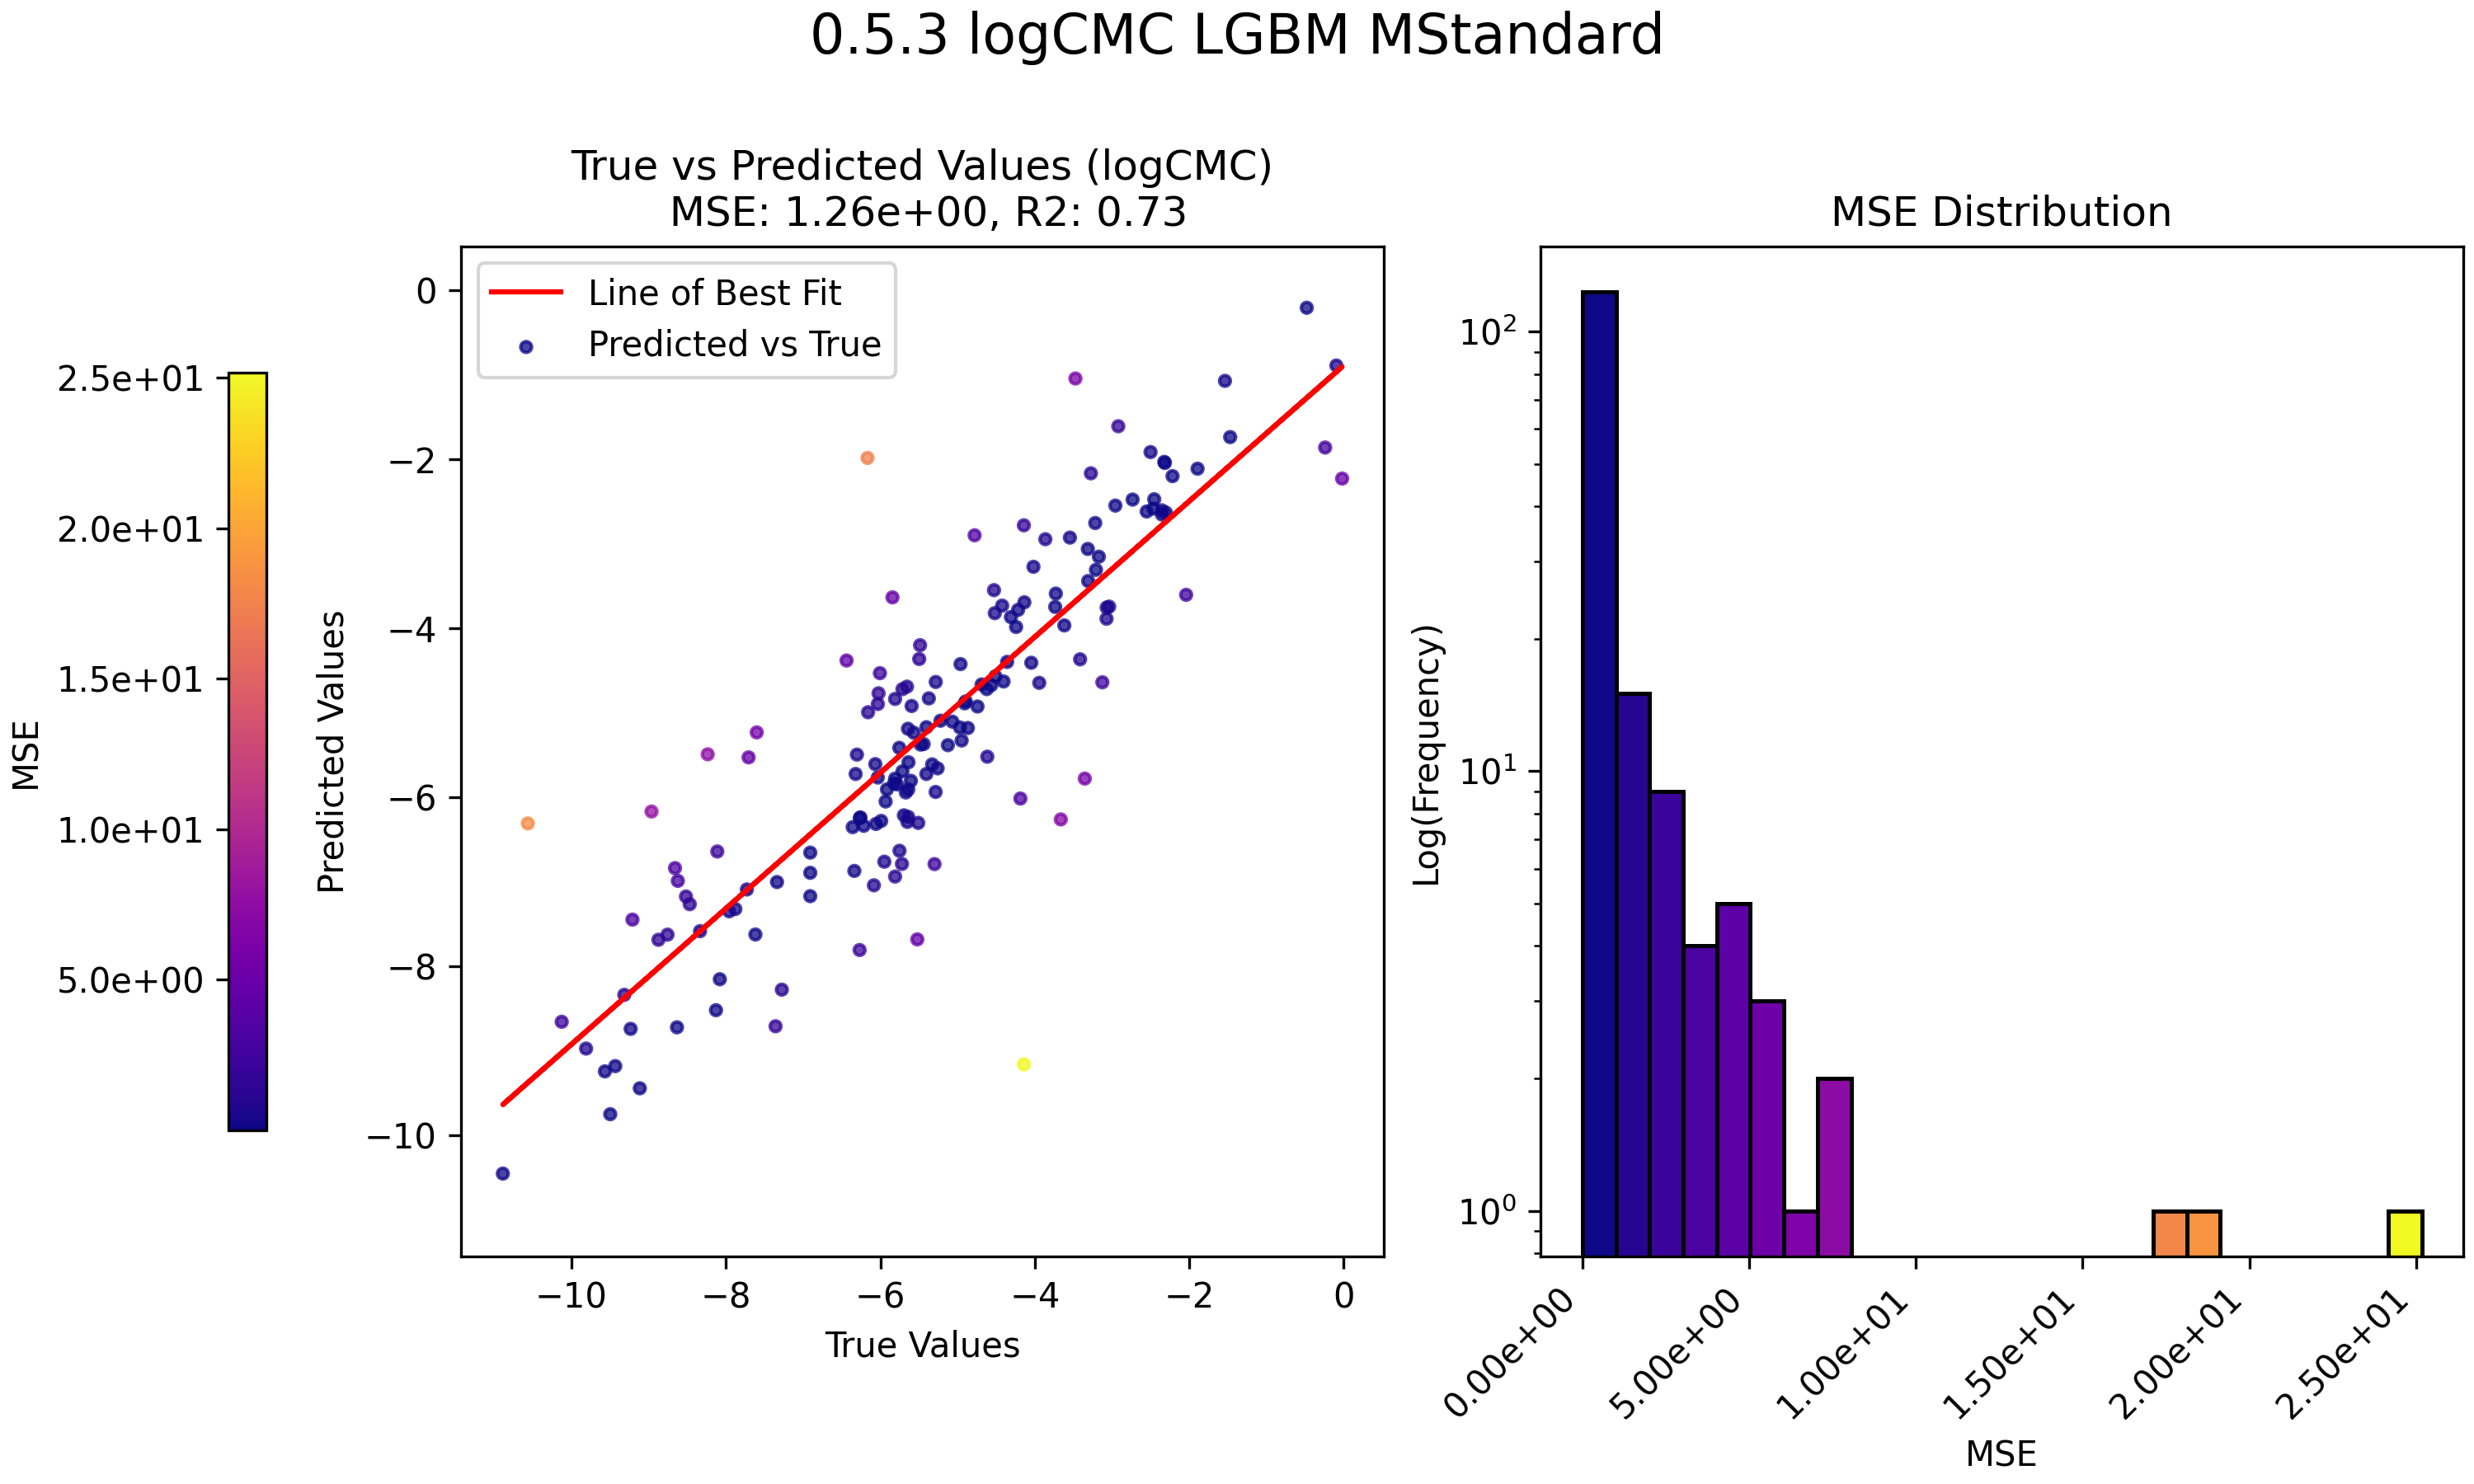 0.5.3 logCMC LGBM MStandard
True vs Predicted Values (logCMC)
MSE: 1.26e+00, R2: 0.73
MSE Distribution
Line of Best Fit
Predicted vs True
2.5e+01
2.0e+01
1.5e+01
1.0e+01
5.0e+00
MSE
0
−2
−4
−6
−8
−10
Predicted Values
−10 −8 −6 −4 −2 0
True Values
10²
10¹
10⁰
Log(Frequency)
0.00e+00 5.00e+00 1.00e+01 1.50e+01 2.00e+01 2.50e+01
MSE